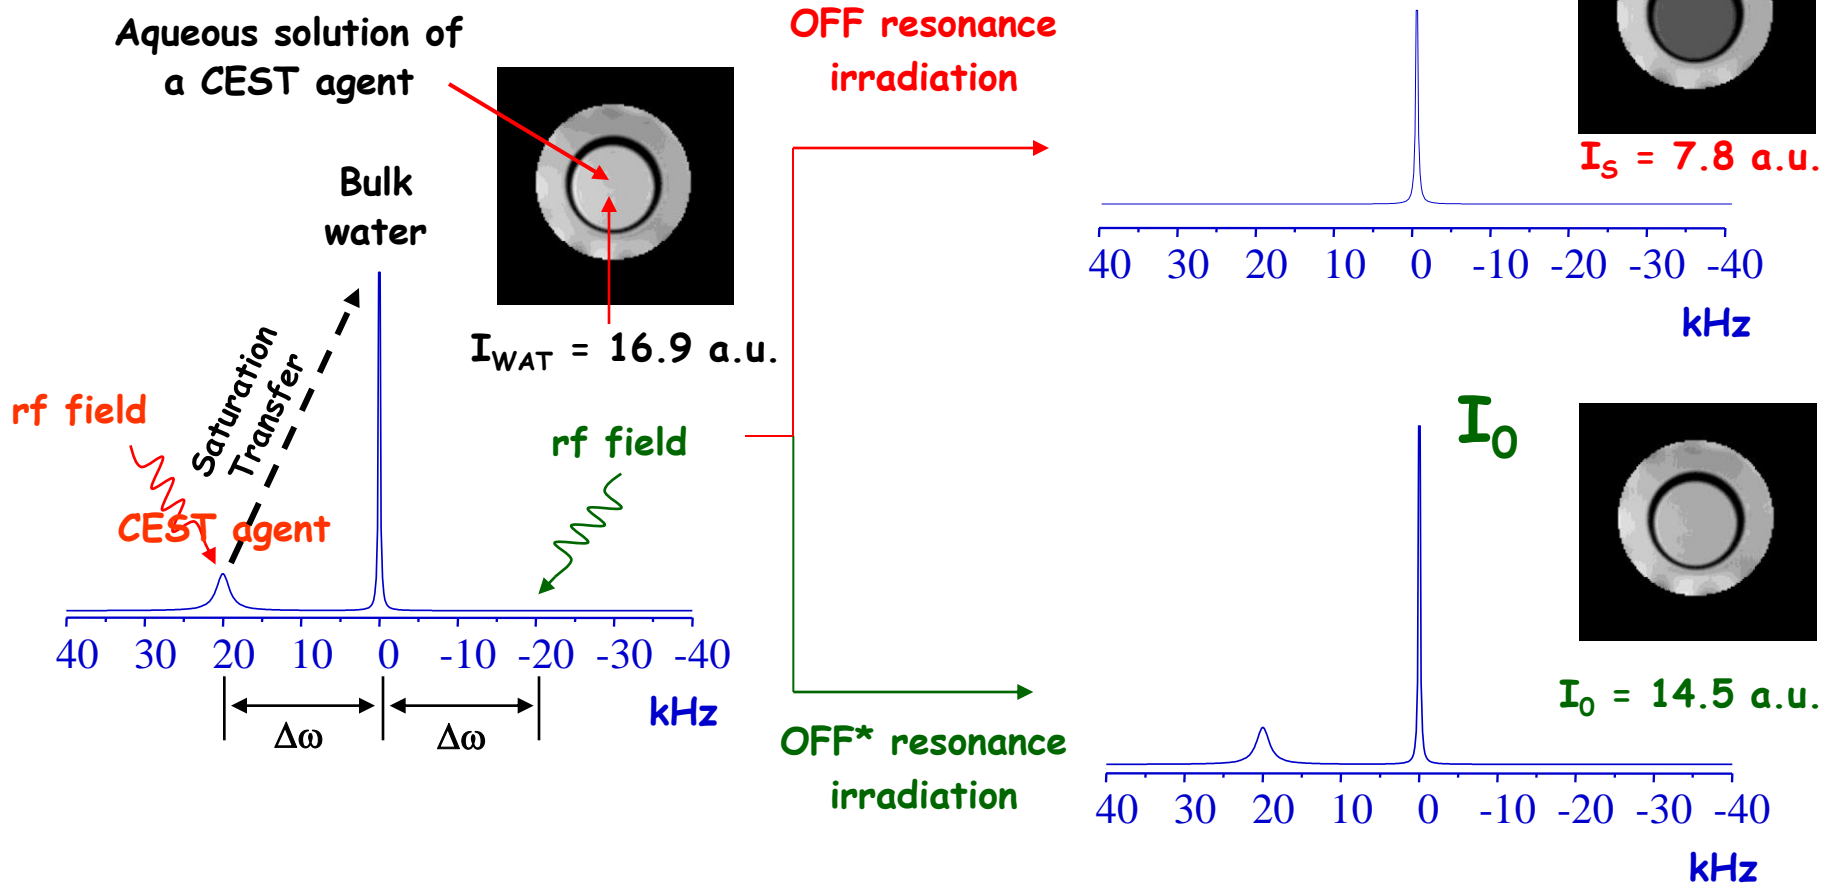 Aqueous solution of
a CEST agent
Bulk
water
I_WAT = 16.9 a.u.
rf field
Saturation
Transfer
CEST agent
rf field
40 30 20 10 0 -10 -20 -30 -40
kHz
Δω Δω
OFF resonance
irradiation
I_S = 7.8 a.u.
40 30 20 10 0 -10 -20 -30 -40
kHz
I_0
I_0 = 14.5 a.u.
OFF* resonance
irradiation
40 30 20 10 0 -10 -20 -30 -40
kHz